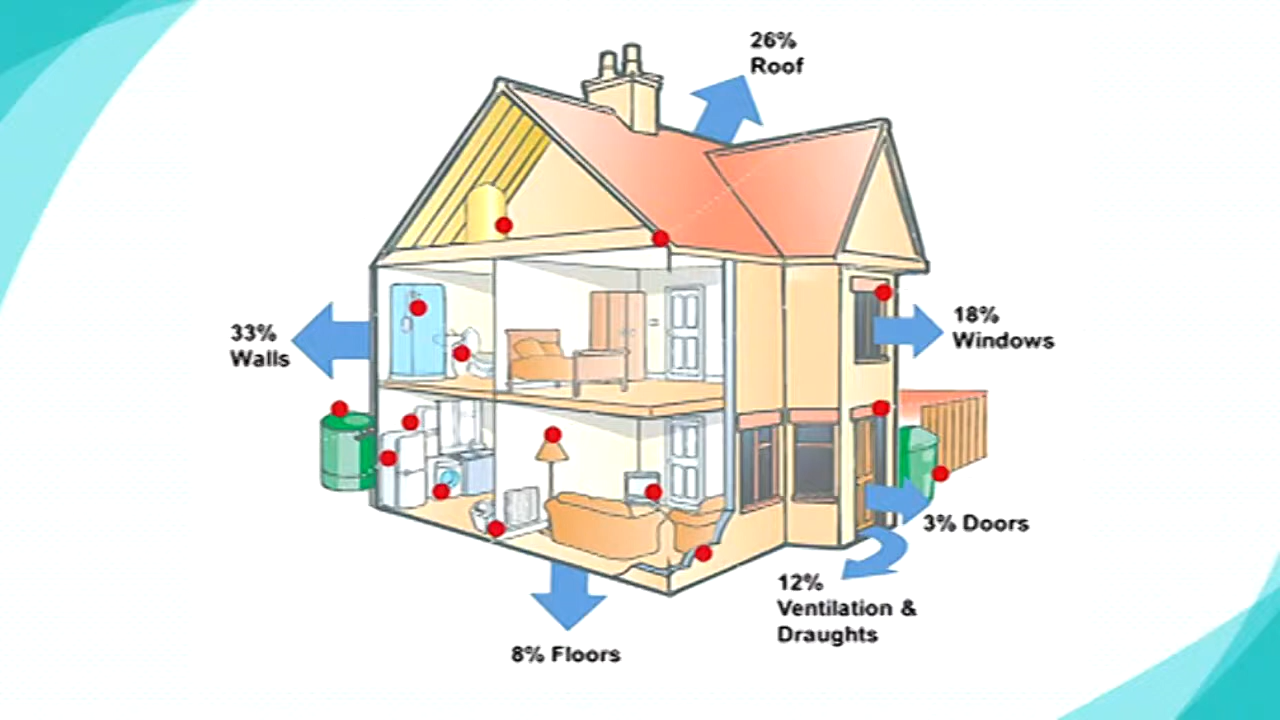 26%
Roof
33%
Walls
18%
Windows
3% Doors
12%
Ventilation &
Draughts
8% Floors